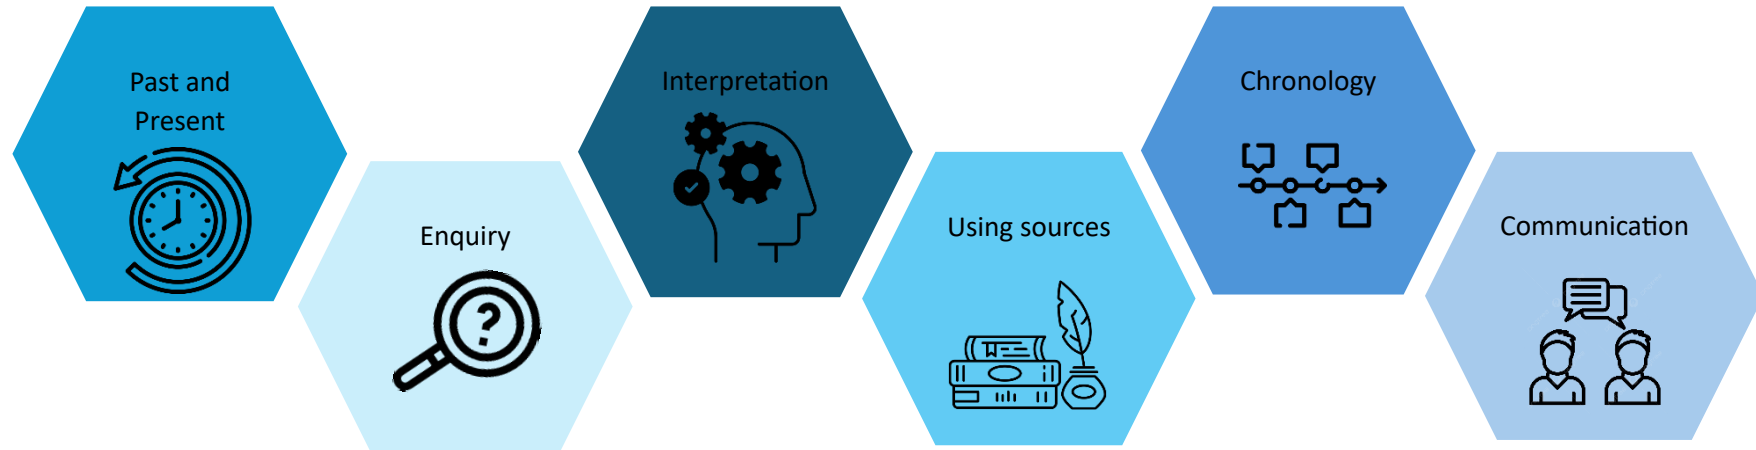 Past and
Present
Enquiry
?
Interpretation
Using sources
Chronology
Communication